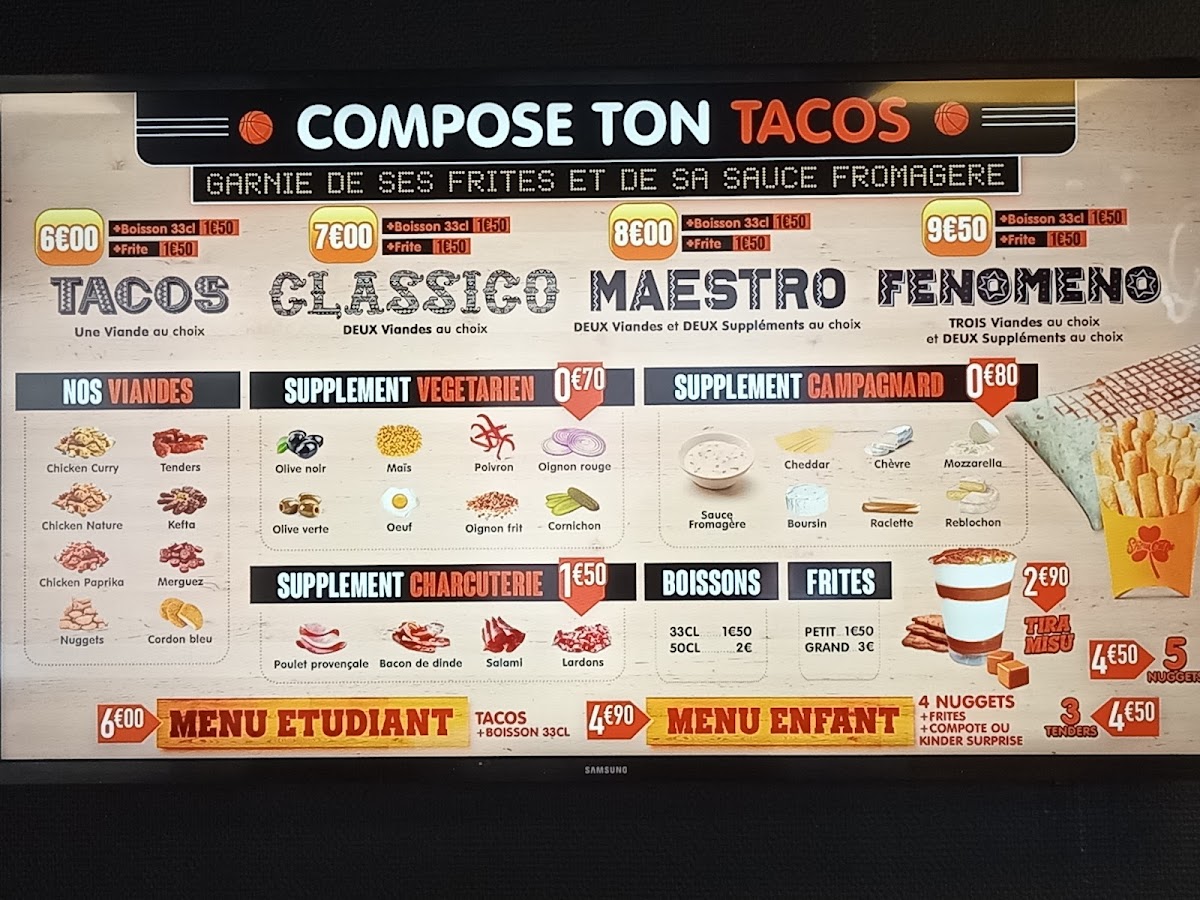 COMPOSE TON TACOS
GARNIE DE SES FRITES ET DE SA SAUCE FROMAGERE
6€00
+Boisson 33cl 1€50
+Frite 1€50
TACOS
Une Viande au choix
7€00
+Boisson 33cl 1€50
+Frite 1€50
CLASSICO
DEUX Viandes au choix
8€00
+Boisson 33cl 1€50
+Frite 1€50
MAESTRO
DEUX Viandes et DEUX Suppléments au choix
9€50
+Boisson 33cl 1€50
+Frite 1€50
FENOMENO
TROIS Viandes au choix
et DEUX Suppléments au choix
NOS VIANDES
Chicken Curry
Tenders
Chicken Nature
Kefta
Chicken Paprika
Merguez
Nuggets
Cordon bleu
SUPPLEMENT VEGETARIEN 0€70
Olive noir
Maïs
Poivron
Oignon rouge
Olive verte
Oeuf
Oignon frit
Cornichon
SUPPLEMENT CAMPAGNARD 0€80
Sauce
Fromagère
Cheddar
Chèvre
Mozzarella
Boursin
Raclette
Reblochon
SUPPLEMENT CHARCUTERIE 1€50
Poulet provençale
Bacon de dinde
Salami
Lardons
BOISSONS
33CL 1€50
50CL 2€
FRITES
PETIT 1€50
GRAND 3€
2€90
TIRA
MISU
4€50
5
NUGGETS
6€00
MENU ETUDIANT
TACOS
+BOISSON 33CL
4€90
MENU ENFANT
4 NUGGETS
+FRITES
+COMPOTE OU
KINDER SURPRISE
3
TENDERS
4€50
SAMSUNG